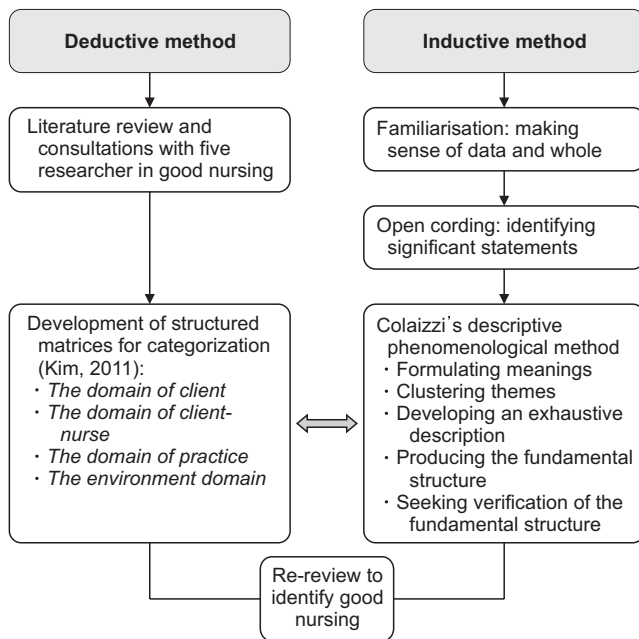 Deductive method
Literature review and
consultations with five
researcher in good nursing
Development of structured
matrices for categorization
(Kim, 2011):
· The domain of client
· The domain of client-
nurse
· The domain of practice
· The environment domain
Inductive method
Familiarisation: making
sense of data and whole
Open cording: identifying
significant statements
Colaizzi's descriptive
phenomenological method
· Formulating meanings
· Clustering themes
· Developing an exhaustive
description
· Producing the fundamental
structure
· Seeking verification of the
fundamental structure
Re-review to
identify good
nursing